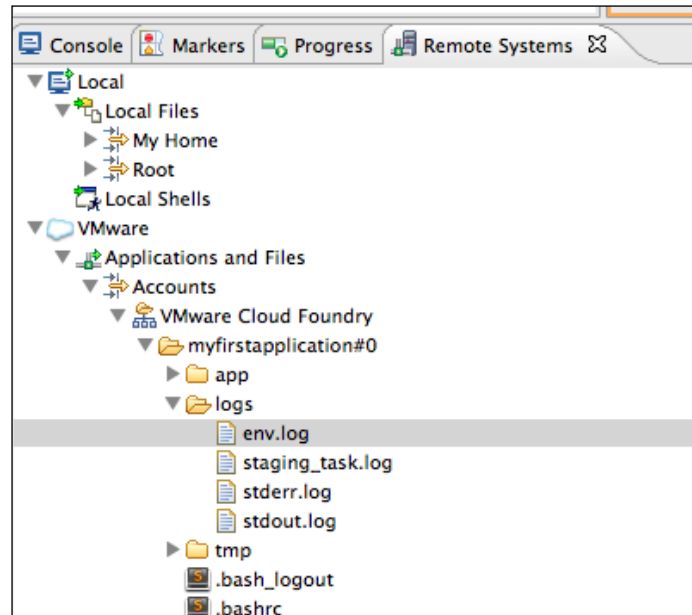 Console Markers Progress Remote Systems
Local
Local Files
My Home
Root
Local Shells
VMware
Applications and Files
Accounts
VMware Cloud Foundry
myfirstapplication#0
app
logs
env.log
staging_task.log
stderr.log
stdout.log
tmp
.bash_logout
.bashrc